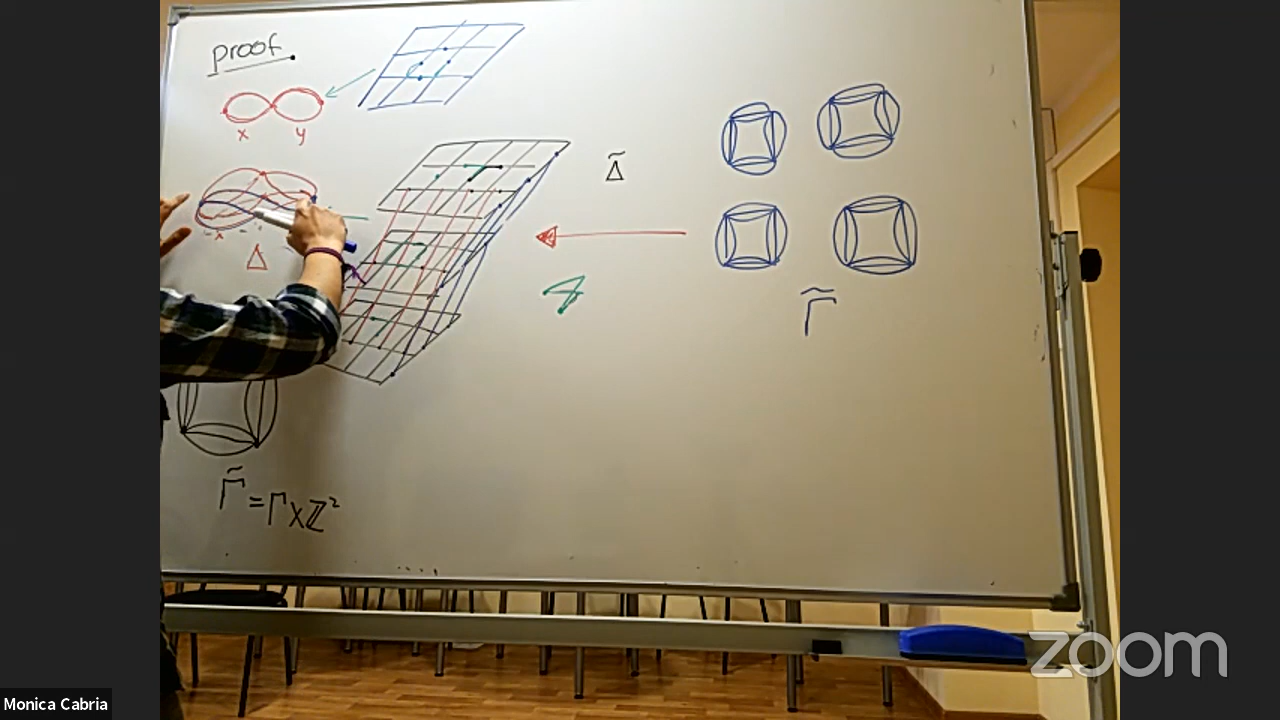 proof.
x y
Δ̃
x
Δ
Γ̃
Γ̃ = Γ × ℤ²
zoom
Monica Cabria